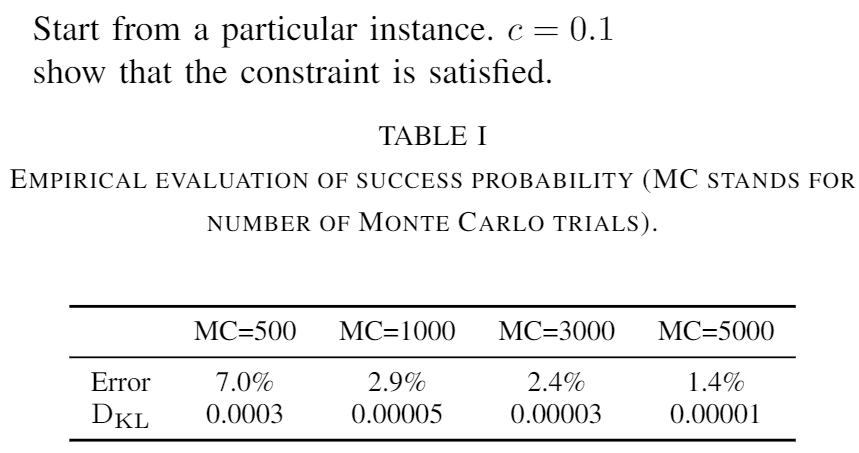 Start from a particular instance. c = 0.1
show that the constraint is satisfied.
TABLE I
EMPIRICAL EVALUATION OF SUCCESS PROBABILITY (MC STANDS FOR
NUMBER OF MONTE CARLO TRIALS).
MC=500 MC=1000 MC=3000 MC=5000
Error 7.0% 2.9% 2.4% 1.4%
D_KL 0.0003 0.00005 0.00003 0.00001